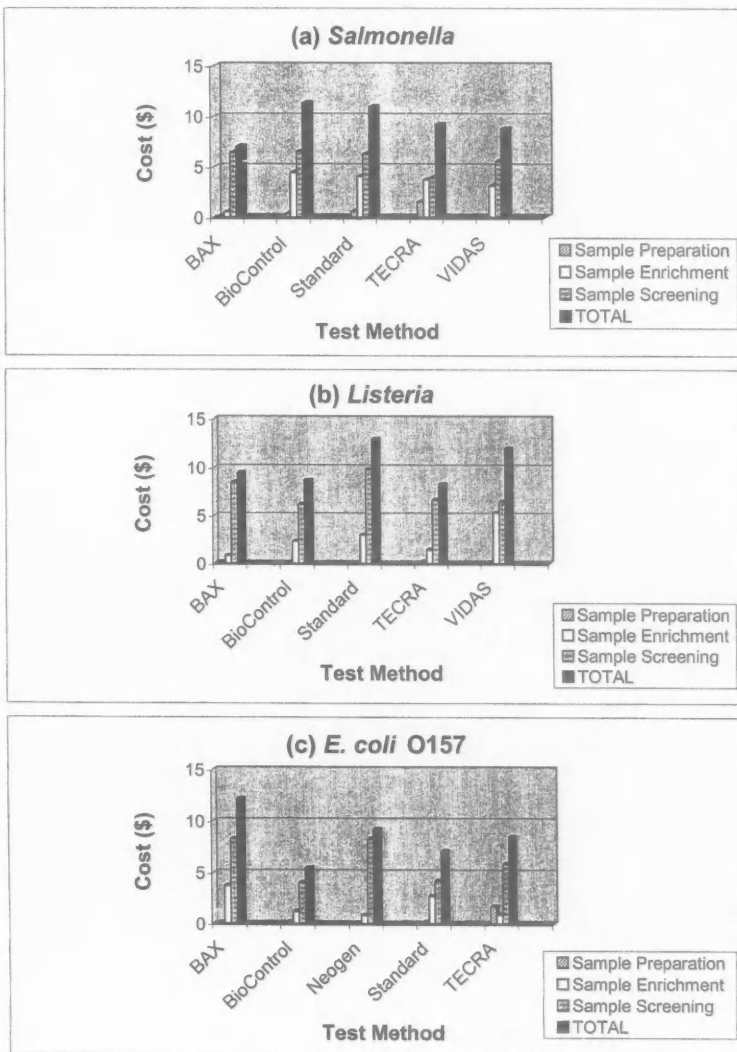 (a) Salmonella
15
10
5
0
Cost ($)
BAX
BioControl
Standard
TECRA
VIDAS
Test Method
Sample Preparation
Sample Enrichment
Sample Screening
TOTAL
(b) Listeria
15
10
5
0
Cost ($)
BAX
BioControl
Standard
TECRA
VIDAS
Test Method
Sample Preparation
Sample Enrichment
Sample Screening
TOTAL
(c) E. coli O157
15
10
5
0
Cost ($)
BAX
BioControl
Neogen
Standard
TECRA
Test Method
Sample Preparation
Sample Enrichment
Sample Screening
TOTAL